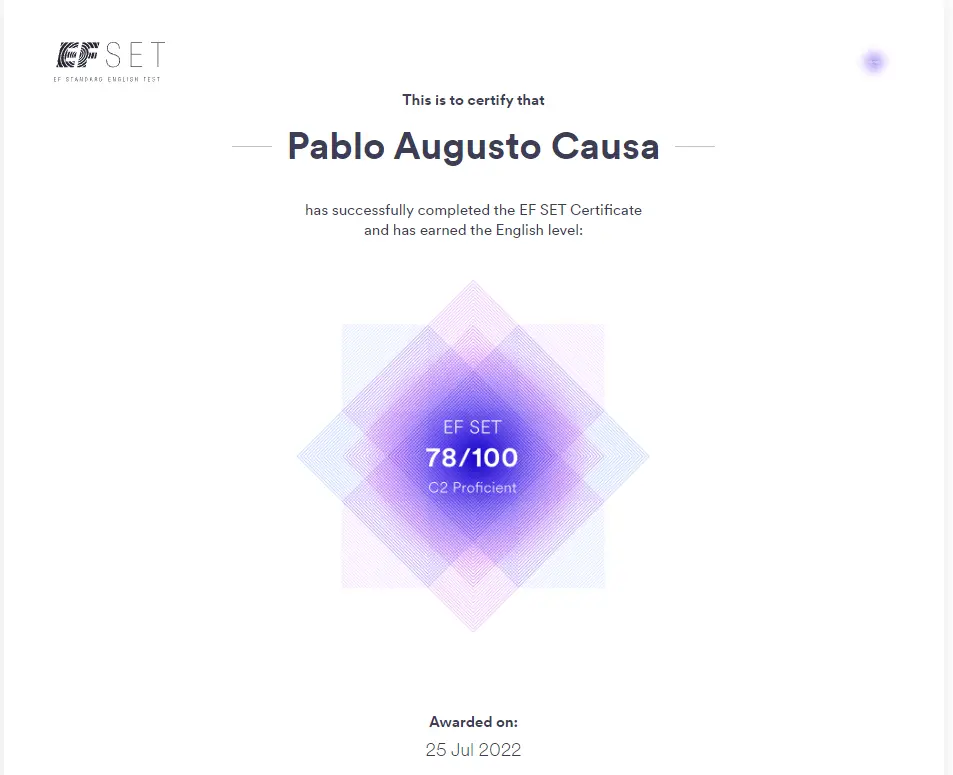 EF SET
EF STANDARD ENGLISH TEST
This is to certify that
Pablo Augusto Causa
has successfully completed the EF SET Certificate
and has earned the English level:
EF SET
78/100
C2 Proficient
Awarded on:
25 Jul 2022